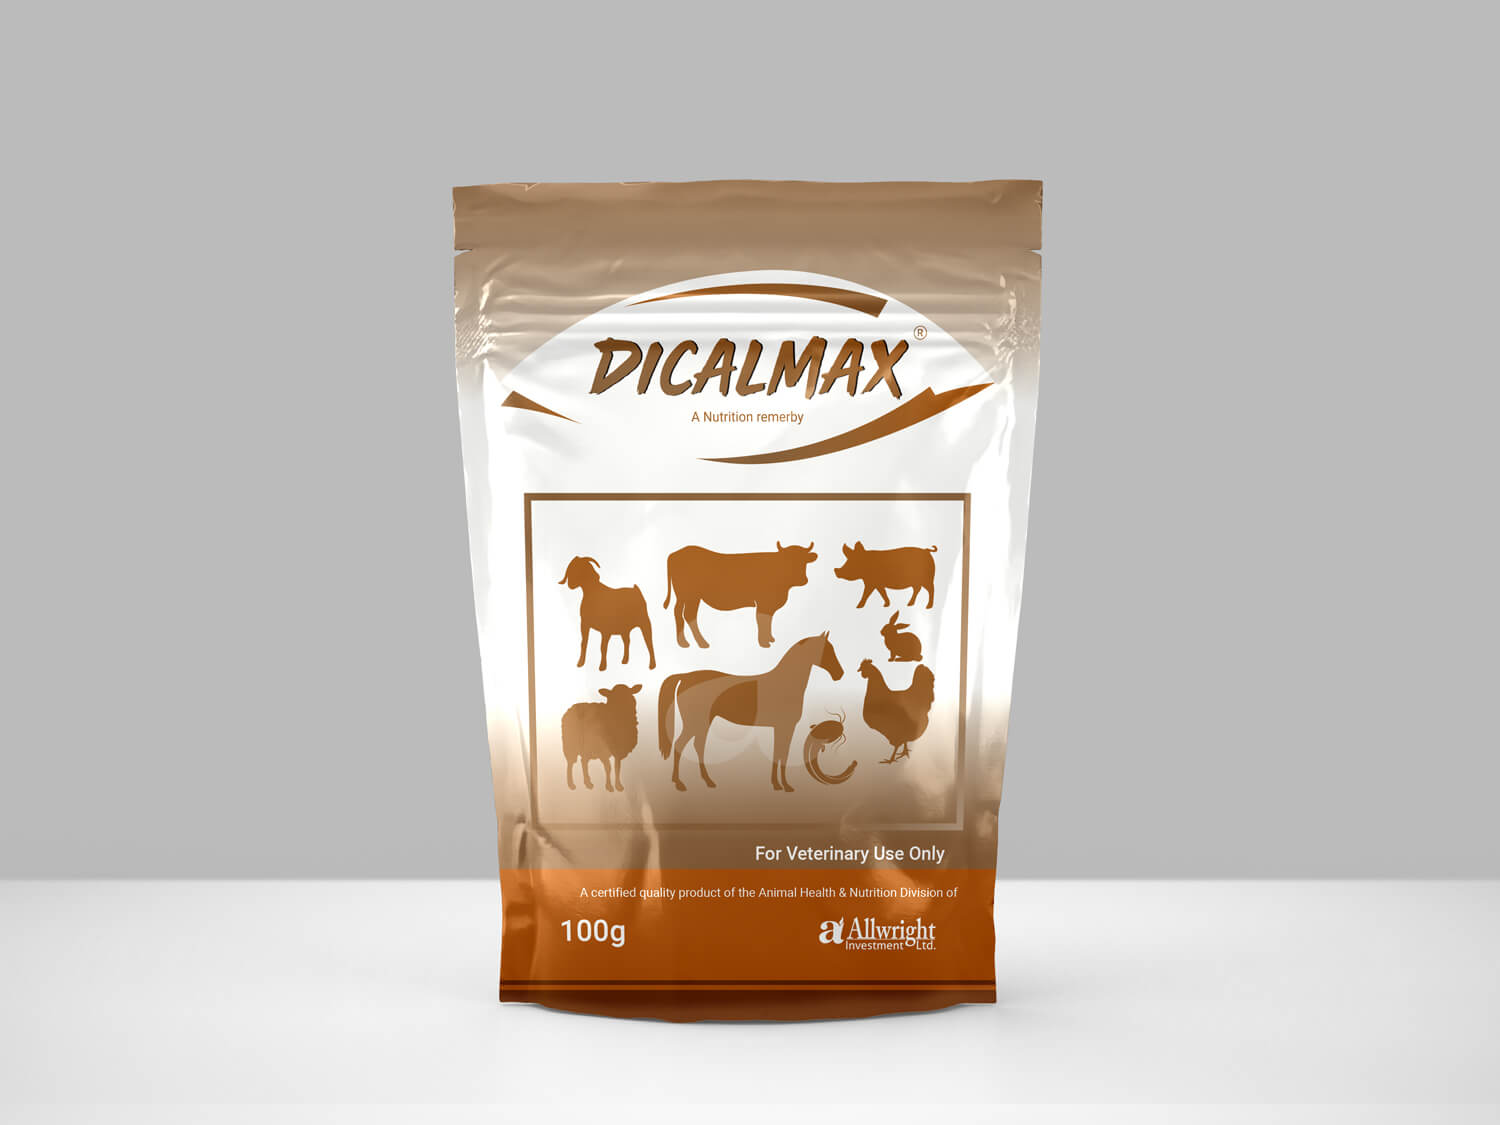 DICALMAX®
A Nutrition remerby
For Veterinary Use Only
A certified quality product of the Animal Health & Nutrition Division of
100g
a Allwright
Investment Ltd.